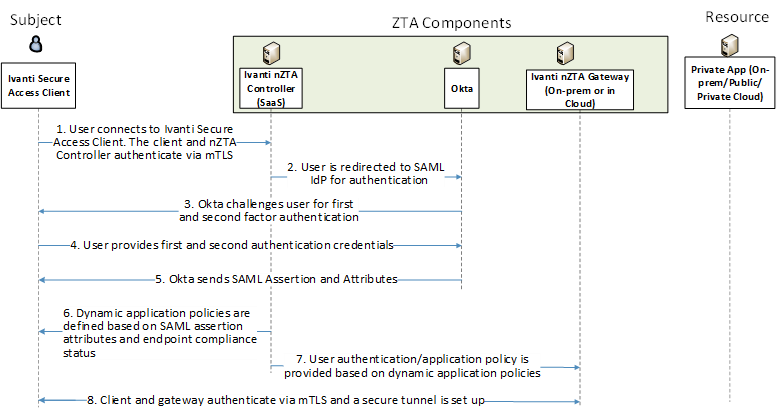 Subject
ZTA Components
Resource
Ivanti Secure
Access Client
Ivanti nZTA
Controller
(SaaS)
Okta
Ivanti nZTA Gateway
(On-prem or in
Cloud)
Private App (On-
prem/Public/
Private Cloud)
1. User connects to Ivanti Secure
Access Client. The client and nZTA
Controller authenticate via mTLS
2. User is redirected to SAML
IdP for authentication
3. Okta challenges user for first
and second factor authentication
4. User provides first and second authentication credentials
5. Okta sends SAML Assertion and Attributes
6. Dynamic application policies are
defined based on SAML assertion
attributes and endpoint compliance
status
7. User authentication/application policy is
provided based on dynamic application policies
8. Client and gateway authenticate via mTLS and a secure tunnel is set up